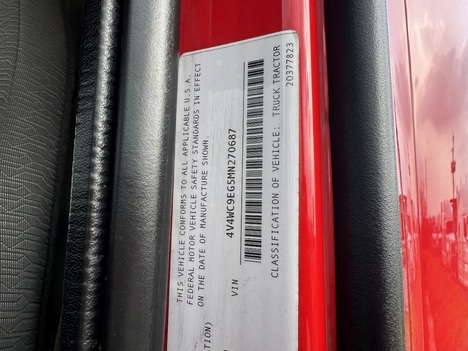 THIS VEHICLE CONFORMS TO ALL APPLICABLE U.S.A.
FEDERAL MOTOR VEHICLE SAFETY STANDARDS IN EFFECT
ON THE DATE OF MANUFACTURE SHOWN.
VIN
4V4WC9EG5MN270687
CLASSIFICATION OF VEHICLE: TRUCK TRACTOR
20377823